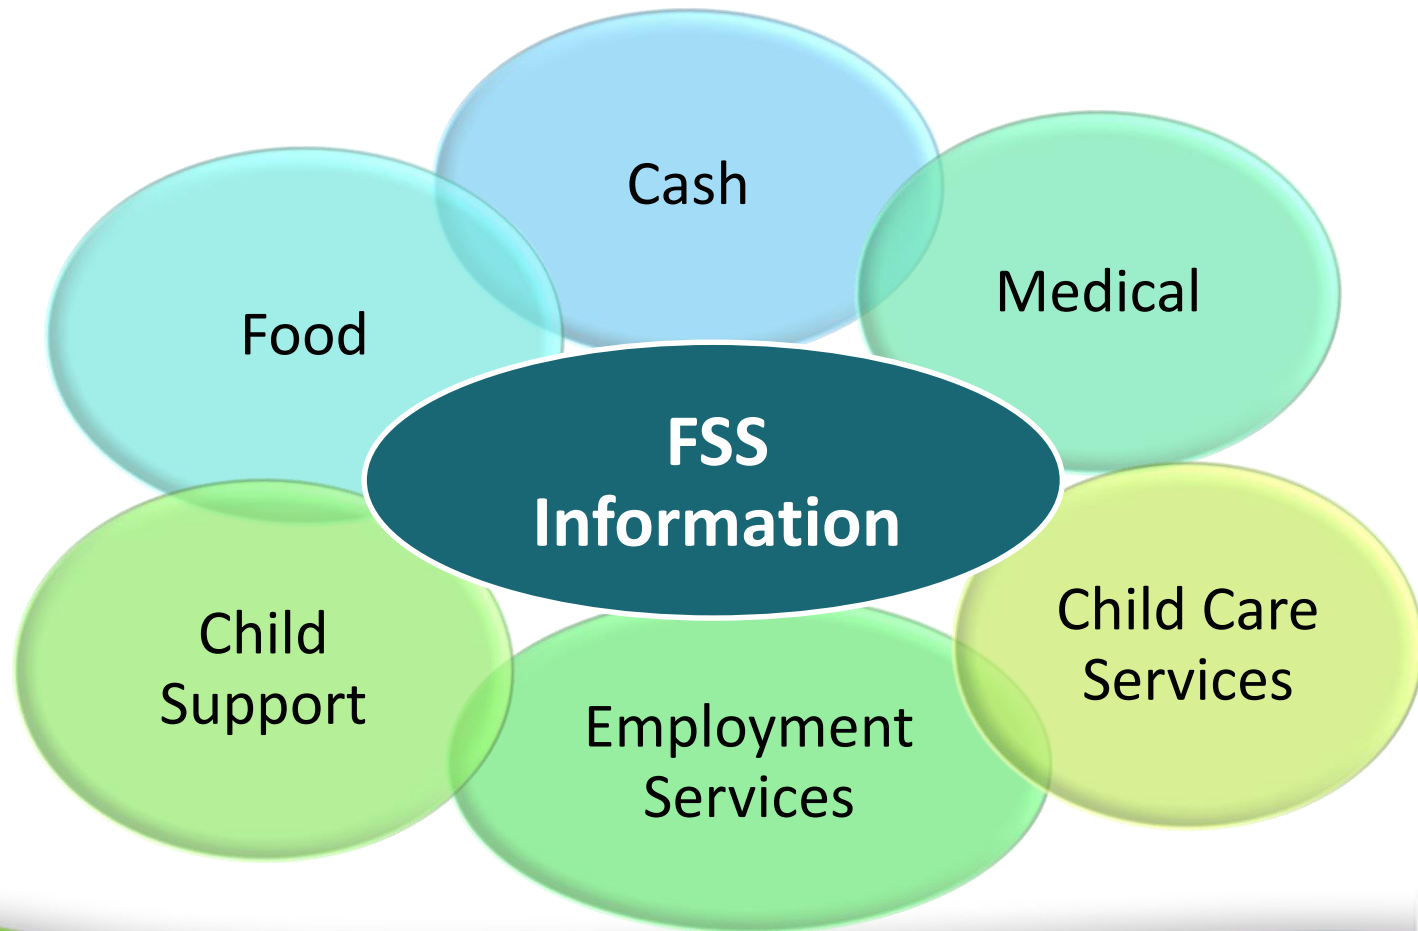 Cash
Medical
Food
FSS
Information
Child Care
Services
Child
Support
Employment
Services